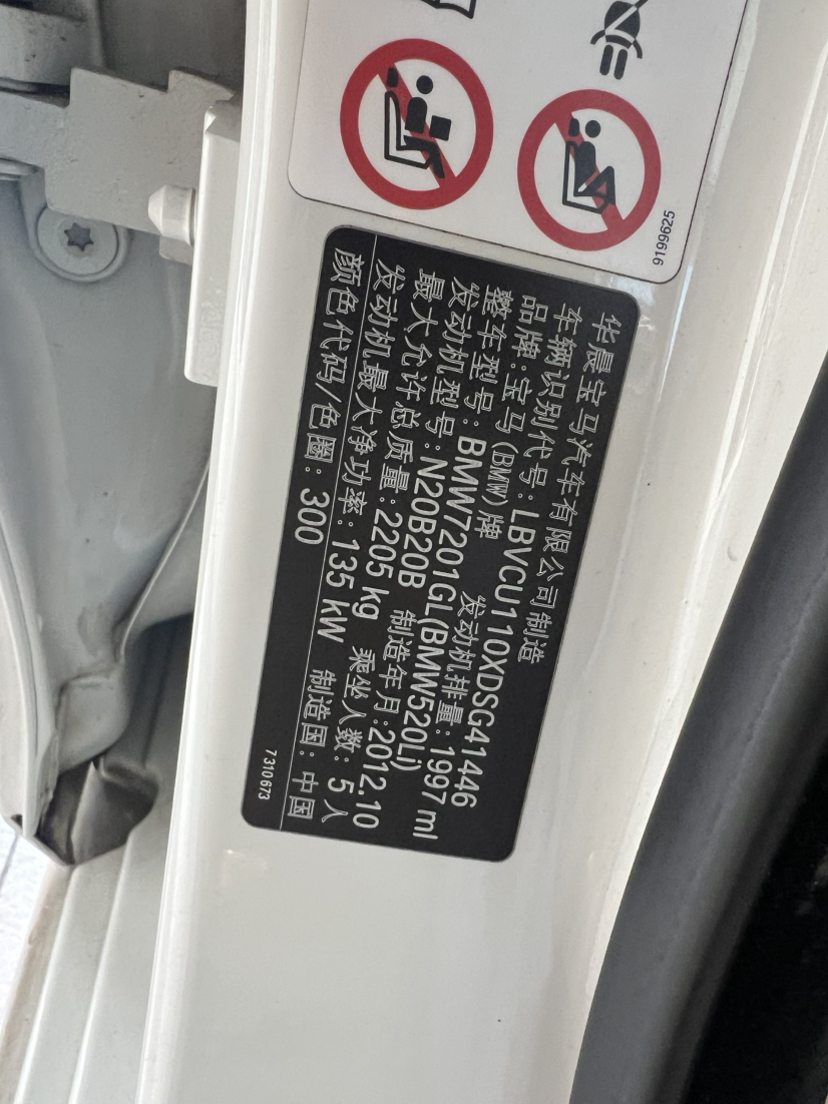 9199625
华晨宝马汽车有限公司制造
车辆识别代号:LBVCU110XDSG41446
品牌:宝马(BMW)牌 发动机排量:1997 ml
整车型号:BMW7201GL(BMW520Li)
发动机型号:N20B20B 制造年月:2012.10
最大允许总质量:2205 kg 乘坐人数:5人
发动机最大净功率:135 kW 制造国:中国
颜色代码/色圈:300
7310673